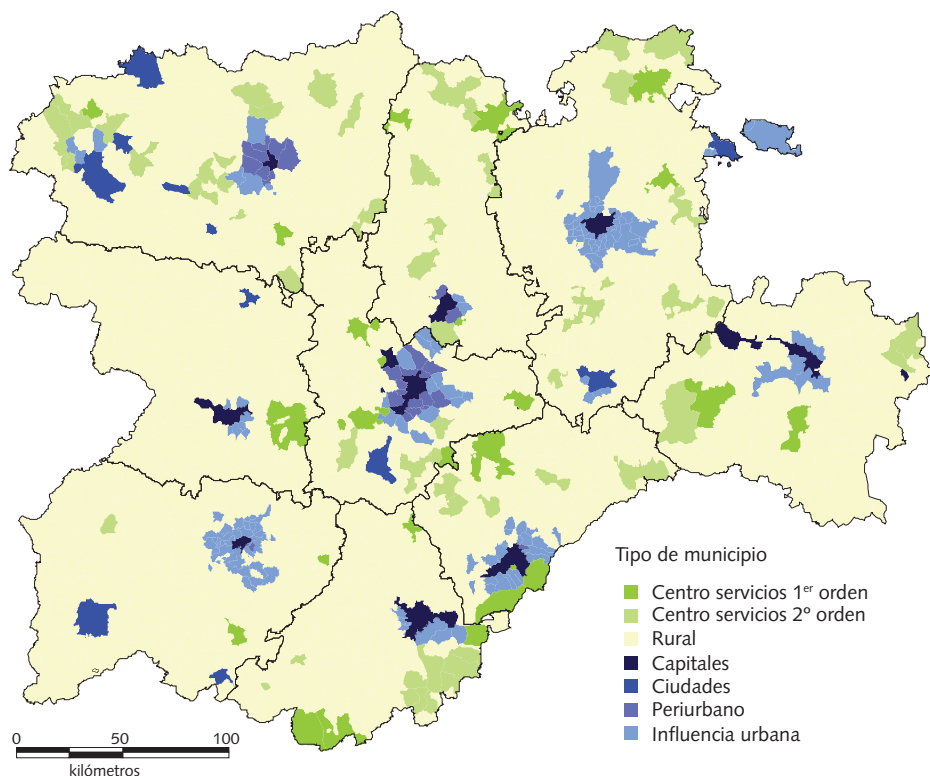 Tipo de municipio
Centro servicios 1er orden
Centro servicios 2º orden
Rural
Capitales
Ciudades
Periurbano
Influencia urbana
0 50 100
kilómetros